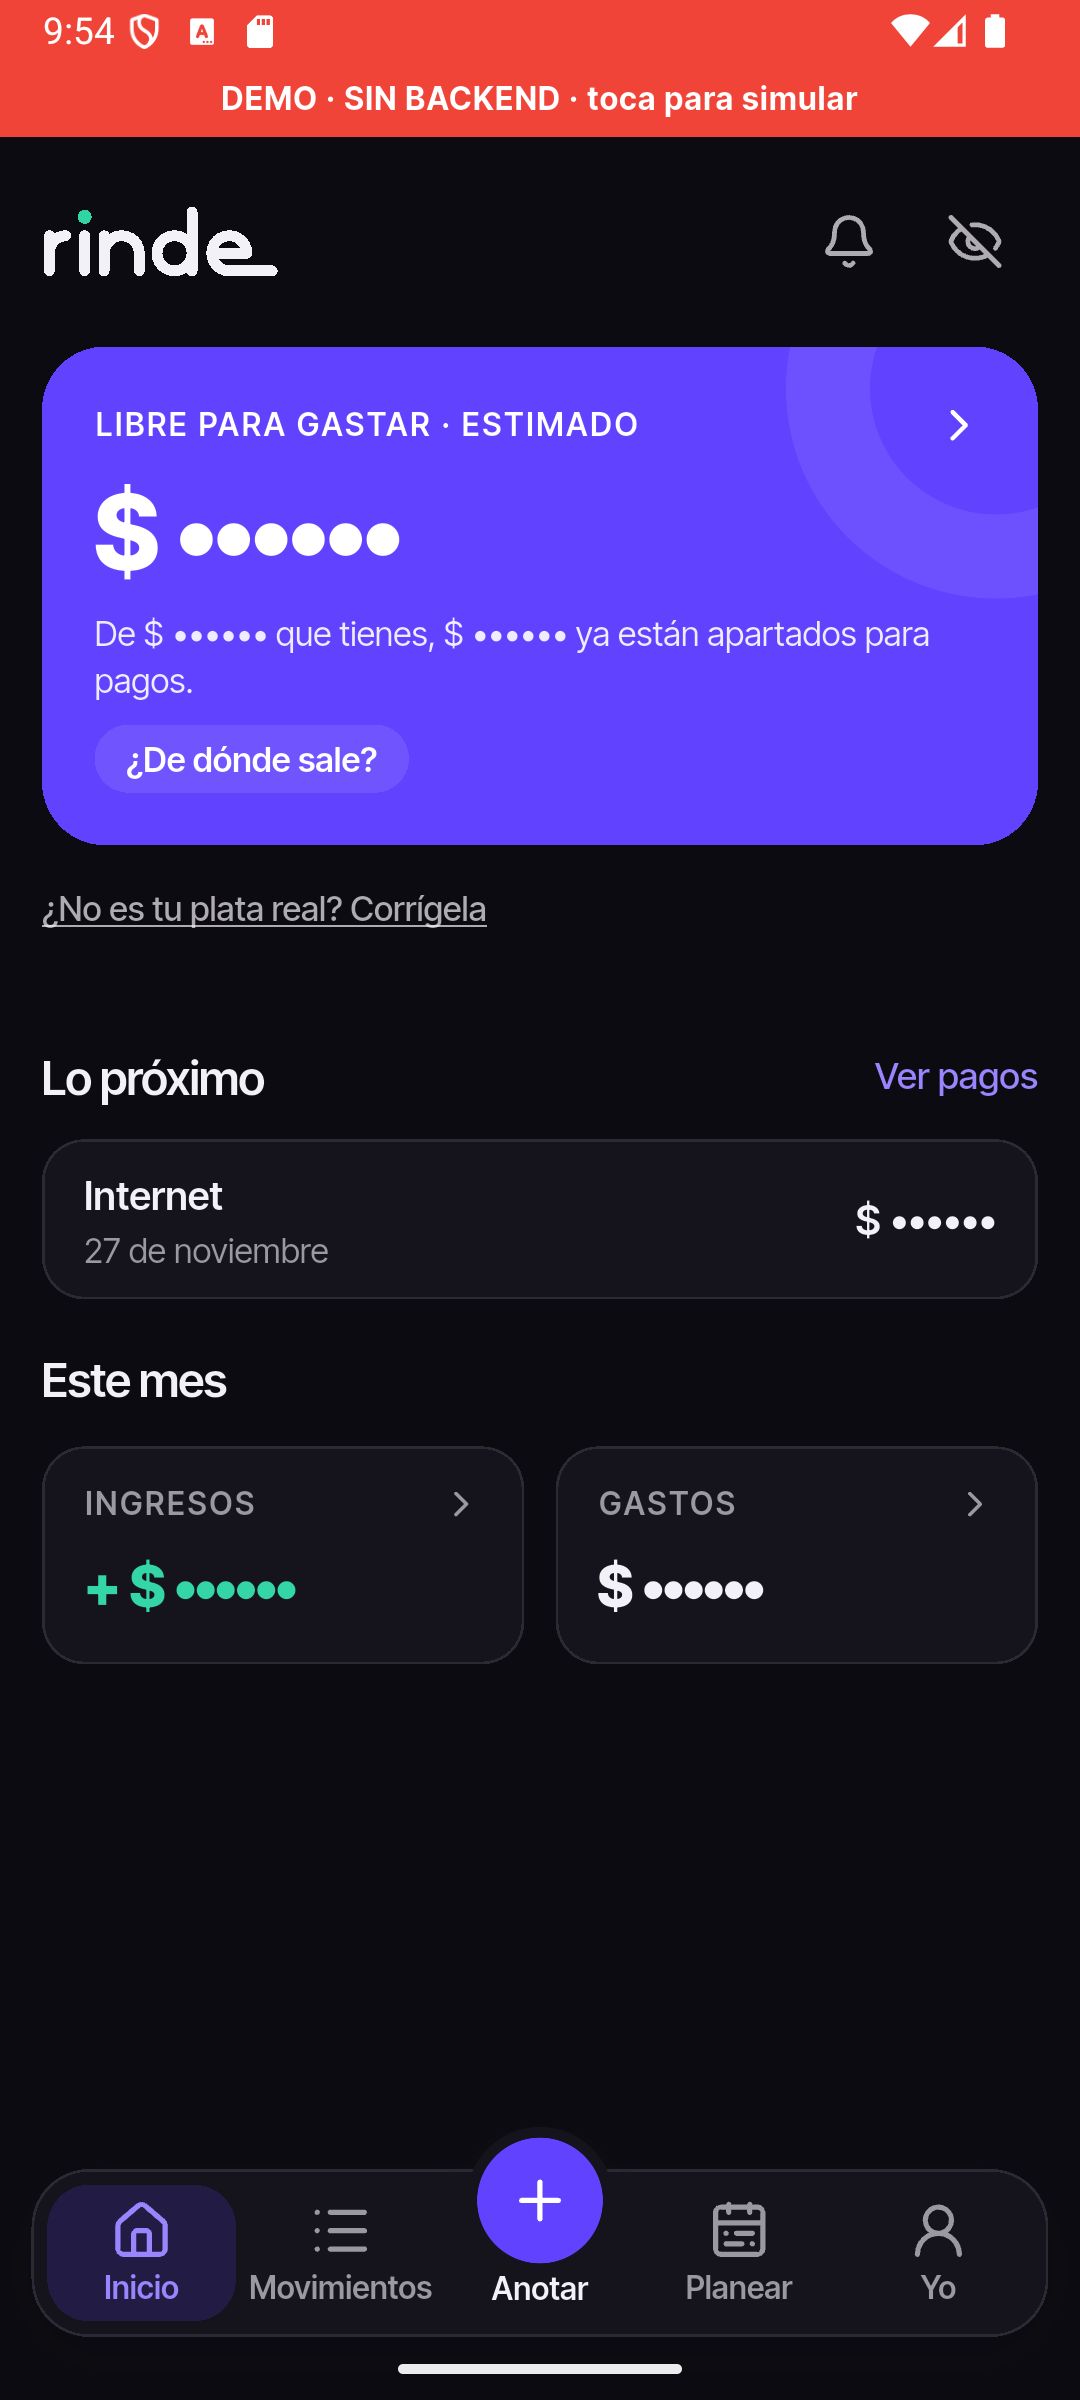 9:54
DEMO · SIN BACKEND · toca para simular
rinde
LIBRE PARA GASTAR · ESTIMADO
$ ••••••
De $ •••••• que tienes, $ •••••• ya están apartados para
pagos.
¿De dónde sale?
¿No es tu plata real? Corrígela
Lo próximo
Ver pagos
Internet
27 de noviembre
$ ••••••
Este mes
INGRESOS
+ $ ••••••
GASTOS
$ ••••••
Inicio
Movimientos
Anotar
Planear
Yo